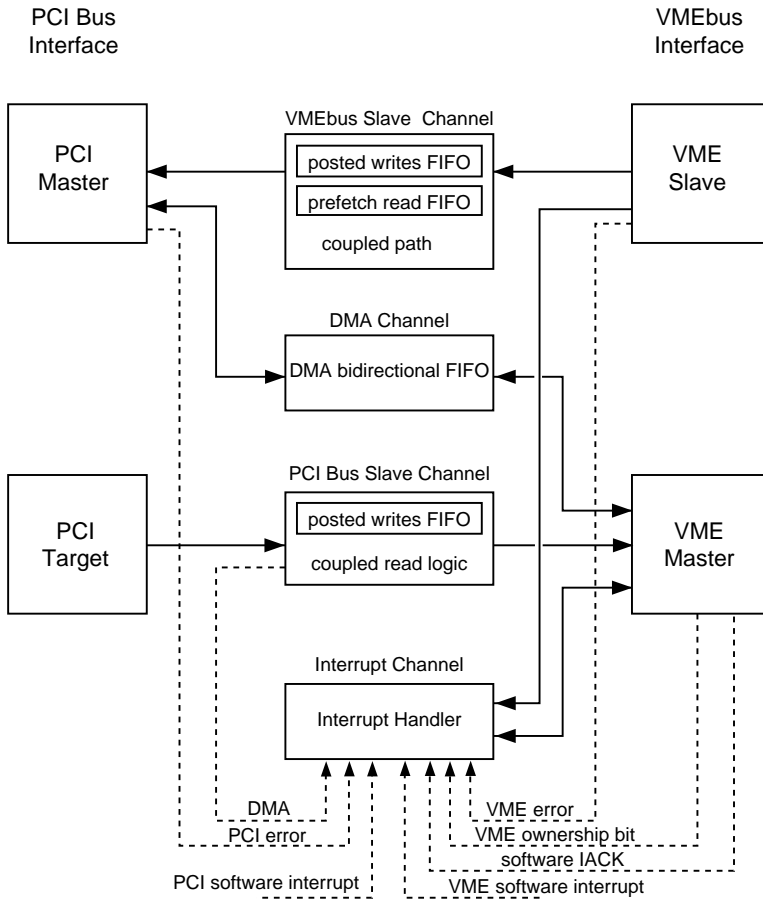 PCI Bus
Interface
VMEbus
Interface
PCI
Master
VMEbus Slave Channel
posted writes FIFO
prefetch read FIFO
coupled path
VME
Slave
DMA Channel
DMA bidirectional FIFO
PCI
Target
PCI Bus Slave Channel
posted writes FIFO
coupled read logic
VME
Master
Interrupt Channel
Interrupt Handler
DMA
VME error
PCI error
VME ownership bit
software IACK
PCI software interrupt
VME software interrupt